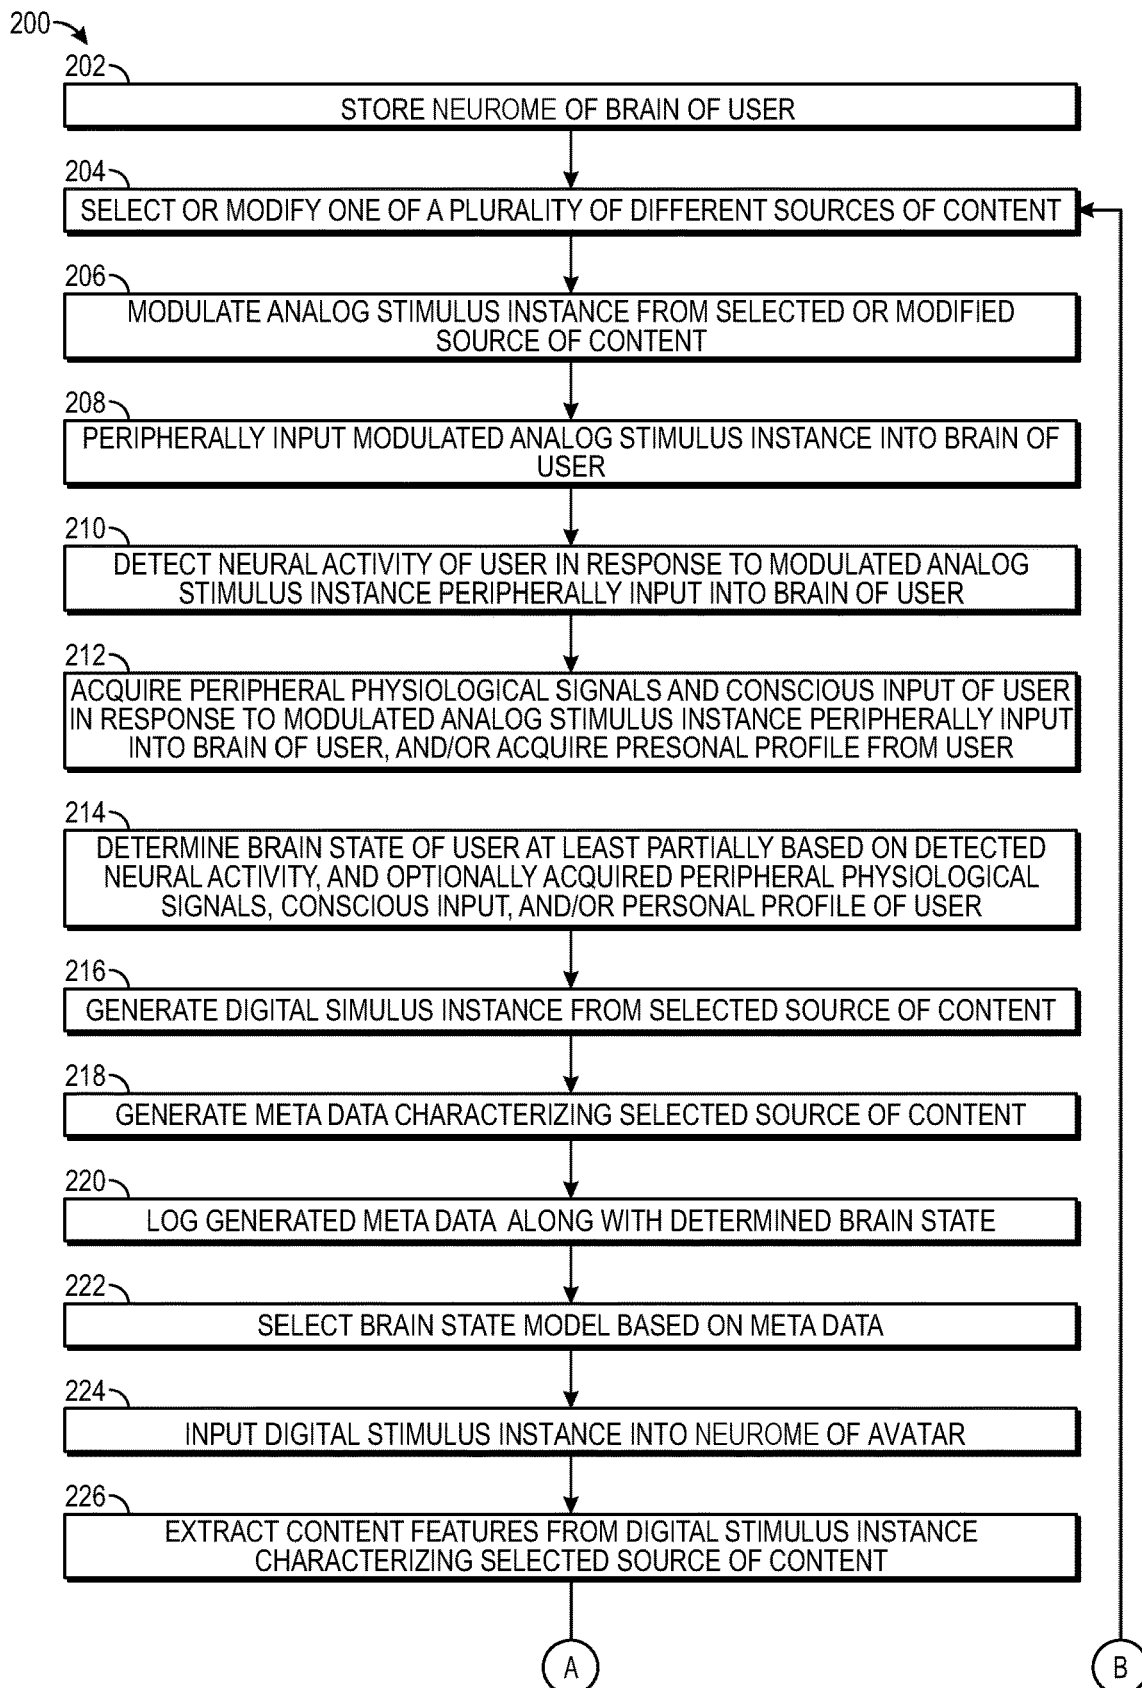 200
202
STORE NEUROME OF BRAIN OF USER
204
SELECT OR MODIFY ONE OF A PLURALITY OF DIFFERENT SOURCES OF CONTENT
206
MODULATE ANALOG STIMULUS INSTANCE FROM SELECTED OR MODIFIED
SOURCE OF CONTENT
208
PERIPHERALLY INPUT MODULATED ANALOG STIMULUS INSTANCE INTO BRAIN OF
USER
210
DETECT NEURAL ACTIVITY OF USER IN RESPONSE TO MODULATED ANALOG
STIMULUS INSTANCE PERIPHERALLY INPUT INTO BRAIN OF USER
212
ACQUIRE PERIPHERAL PHYSIOLOGICAL SIGNALS AND CONSCIOUS INPUT OF USER
IN RESPONSE TO MODULATED ANALOG STIMULUS INSTANCE PERIPHERALLY INPUT
INTO BRAIN OF USER, AND/OR ACQUIRE PRESONAL PROFILE FROM USER
214
DETERMINE BRAIN STATE OF USER AT LEAST PARTIALLY BASED ON DETECTED
NEURAL ACTIVITY, AND OPTIONALLY ACQUIRED PERIPHERAL PHYSIOLOGICAL
SIGNALS, CONSCIOUS INPUT, AND/OR PERSONAL PROFILE OF USER
216
GENERATE DIGITAL SIMULUS INSTANCE FROM SELECTED SOURCE OF CONTENT
218
GENERATE META DATA CHARACTERIZING SELECTED SOURCE OF CONTENT
220
LOG GENERATED META DATA ALONG WITH DETERMINED BRAIN STATE
222
SELECT BRAIN STATE MODEL BASED ON META DATA
224
INPUT DIGITAL STIMULUS INSTANCE INTO NEUROME OF AVATAR
226
EXTRACT CONTENT FEATURES FROM DIGITAL STIMULUS INSTANCE
CHARACTERIZING SELECTED SOURCE OF CONTENT
A
B